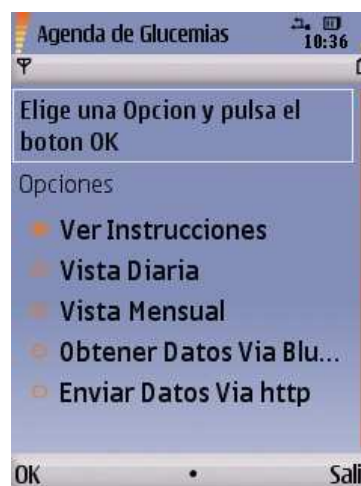 Agenda de Glucemias
10:36
Elige una Opcion y pulsa el
boton OK
Opciones
Ver Instrucciones
Vista Diaria
Vista Mensual
Obtener Datos Via Blu...
Enviar Datos Via http
OK
Sali